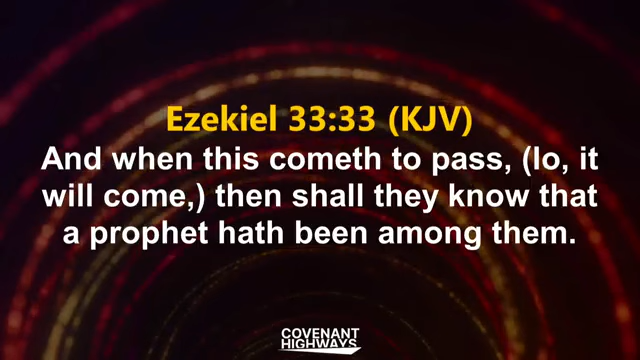 Ezekiel 33:33 (KJV)
And when this cometh to pass, (lo, it
will come,) then shall they know that
a prophet hath been among them.
COVENANT
HIGHWAYS